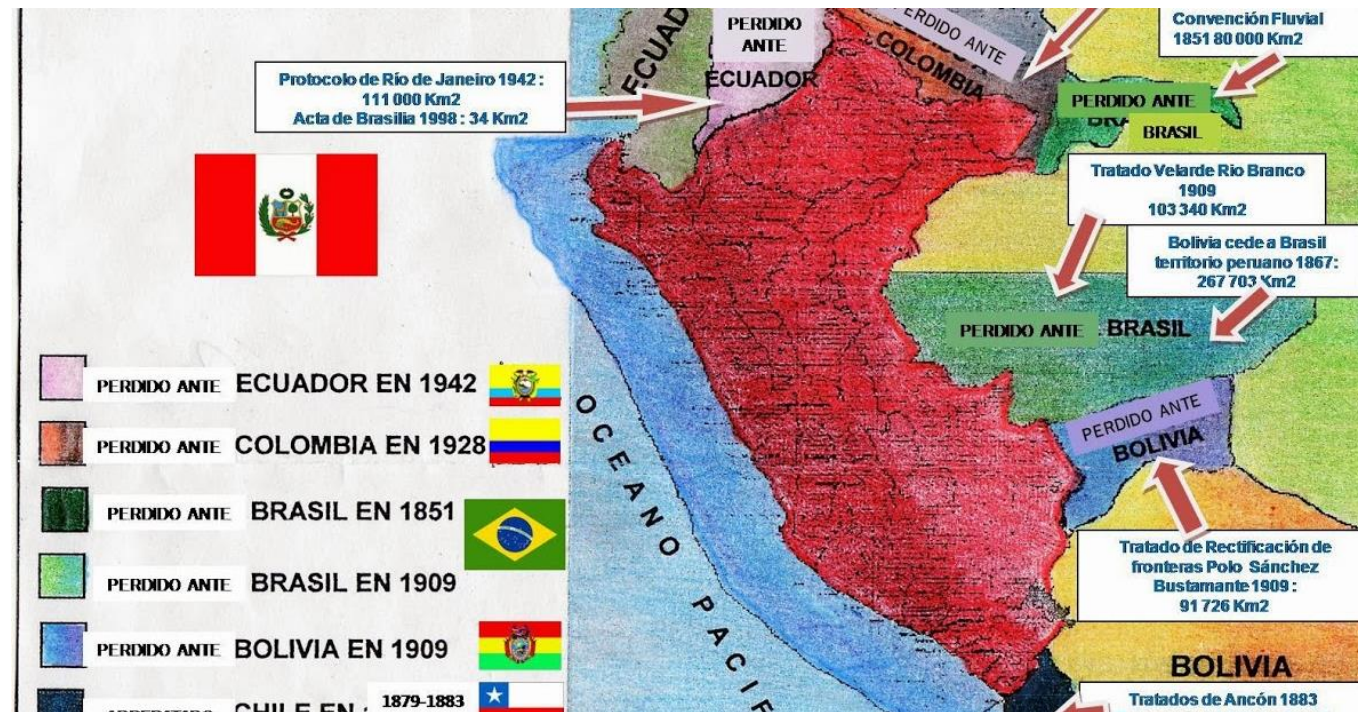 PERDIDO
ANTE
ECUADOR
ECUAD
PERDIDO ANTE
COLOMBIA
Convención Fluvial
1851 80 000 Km2
Protocolo de Río de Janeiro 1942 :
111 000 Km2
Acta de Brasilia 1998 : 34 Km2
PERDIDO ANTE
BRA
BRASIL
Tratado Velarde Rio Branco
1909
103 340 Km2
Bolivia cede a Brasil
territorio peruano 1867:
267 703 Km2
PERDIDO ANTE BRASIL
PERDIDO ANTE
BOLIVIA
Tratado de Rectificación de
fronteras Polo Sánchez
Bustamante 1909 :
91 726 Km2
BOLIVIA
Tratados de Ancón 1883
OCEANO PACIF
PERDIDO ANTE ECUADOR EN 1942
PERDIDO ANTE COLOMBIA EN 1928
PERDIDO ANTE BRASIL EN 1851
PERDIDO ANTE BRASIL EN 1909
PERDIDO ANTE BOLIVIA EN 1909
CHILE EN 1879-1883